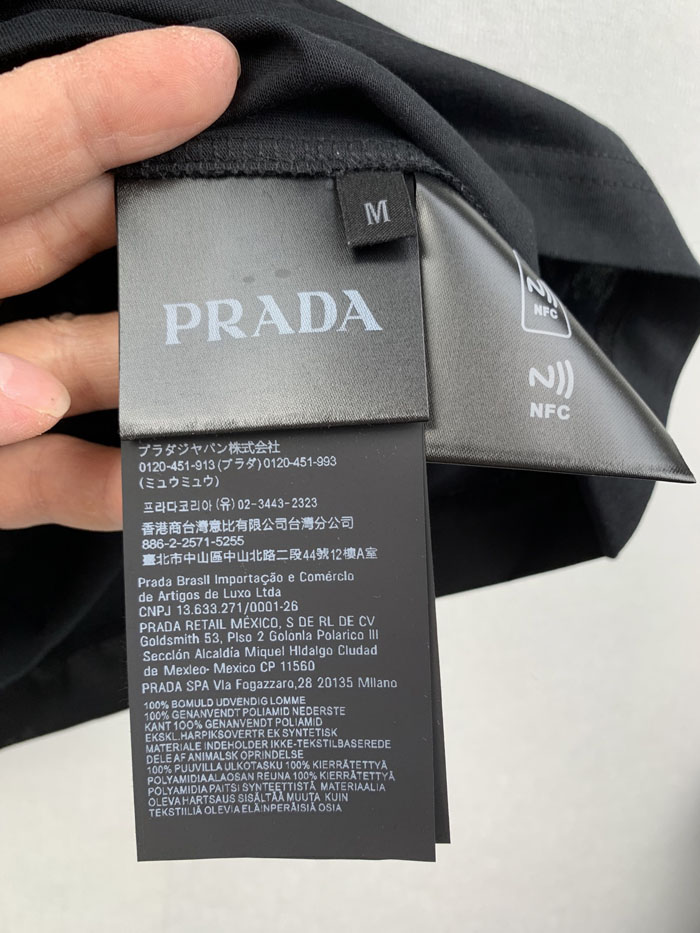 M
PRADA
NFC
NFC
プラダジャパン株式会社
0120-451-913 (プラダ) 0120-451-993
(ミュウミュウ)
프라다코리아 (유) 02-3443-2323
香港商台灣意比有限公司台灣分公司
886-2-2571-5255
臺北市中山區中山北路二段44號12樓A室
Prada Brasil Importação e Comércio
de Artigos de Luxo Ltda
CNPJ 13.633.271/0001-26
PRADA RETAIL MÉXICO, S DE RL DE CV
Goldsmith 53, Piso 2 Golonia Polarico III
Sección Alcaldía Miguel Hidalgo Ciudad
de Mexleo- Mexico CP 11560
PRADA SPA Via Fogazzaro,28 20135 Milano
100% BOMULD UDVENDIG LOMME
100% GENANVENDT POLIAMID NEDERSTE
KANT 100% GENANVENDT POLIAMID
EKSKL.HARPIKSOVERTR EK SYNTETISK
MATERIALE INDEHOLDER IKKE-TEKSTILBASEREDE
DELE AF ANIMALSK OPRINDELSE
100% PUUVILLA ULKOTASKU 100% KIERRÄTETTYÄ
POLYAMIDIA ALAOSAN REUNA 100% KIERRÄTETTYÄ
POLYAMIDIA PAITSI SYNTEETTISTÄ MATERIAALIA
OLEVA HARTSAUS SISÄLTÄÄ MUUTA KUIN
TEKSTIILIÄ OLEVIA ELÄINPERÄISIÄ OSIA